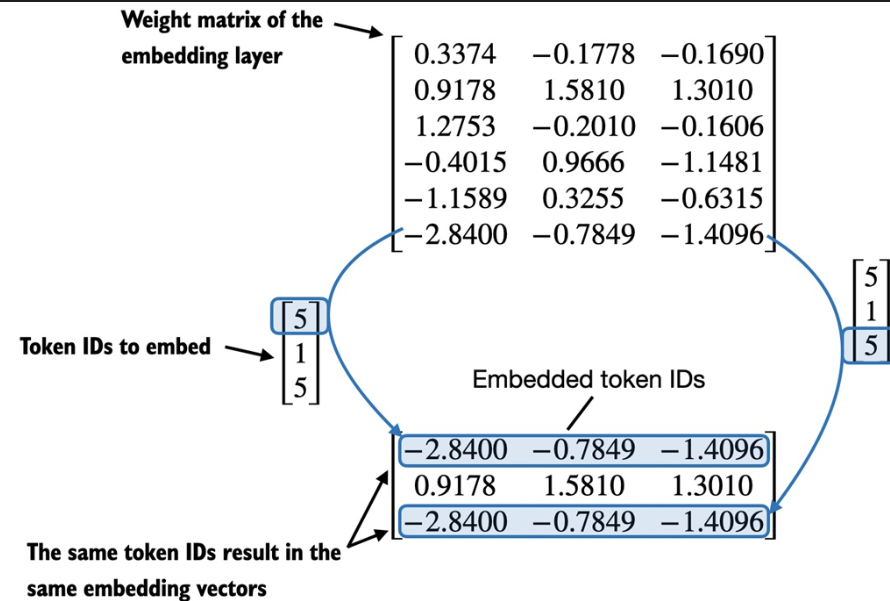 Weight matrix of the
embedding layer
0.3374 −0.1778 −0.1690
0.9178 1.5810 1.3010
1.2753 −0.2010 −0.1606
−0.4015 0.9666 −1.1481
−1.1589 0.3255 −0.6315
−2.8400 −0.7849 −1.4096
5
1
5
Token IDs to embed
5
1
5
Embedded token IDs
−2.8400 −0.7849 −1.4096
0.9178 1.5810 1.3010
−2.8400 −0.7849 −1.4096
The same token IDs result in the
same embedding vectors